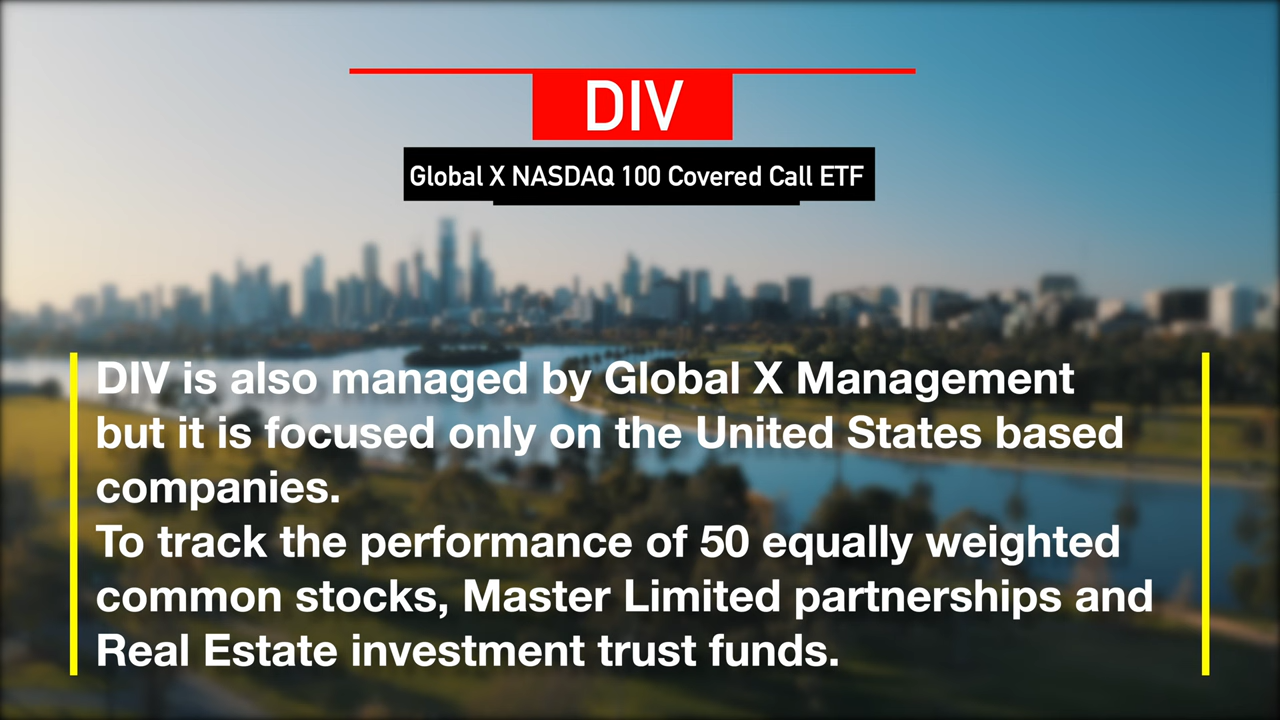 DIV
Global X NASDAQ 100 Covered Call ETF
DIV is also managed by Global X Management
but it is focused only on the United States based
companies.
To track the performance of 50 equally weighted
common stocks, Master Limited partnerships and
Real Estate investment trust funds.